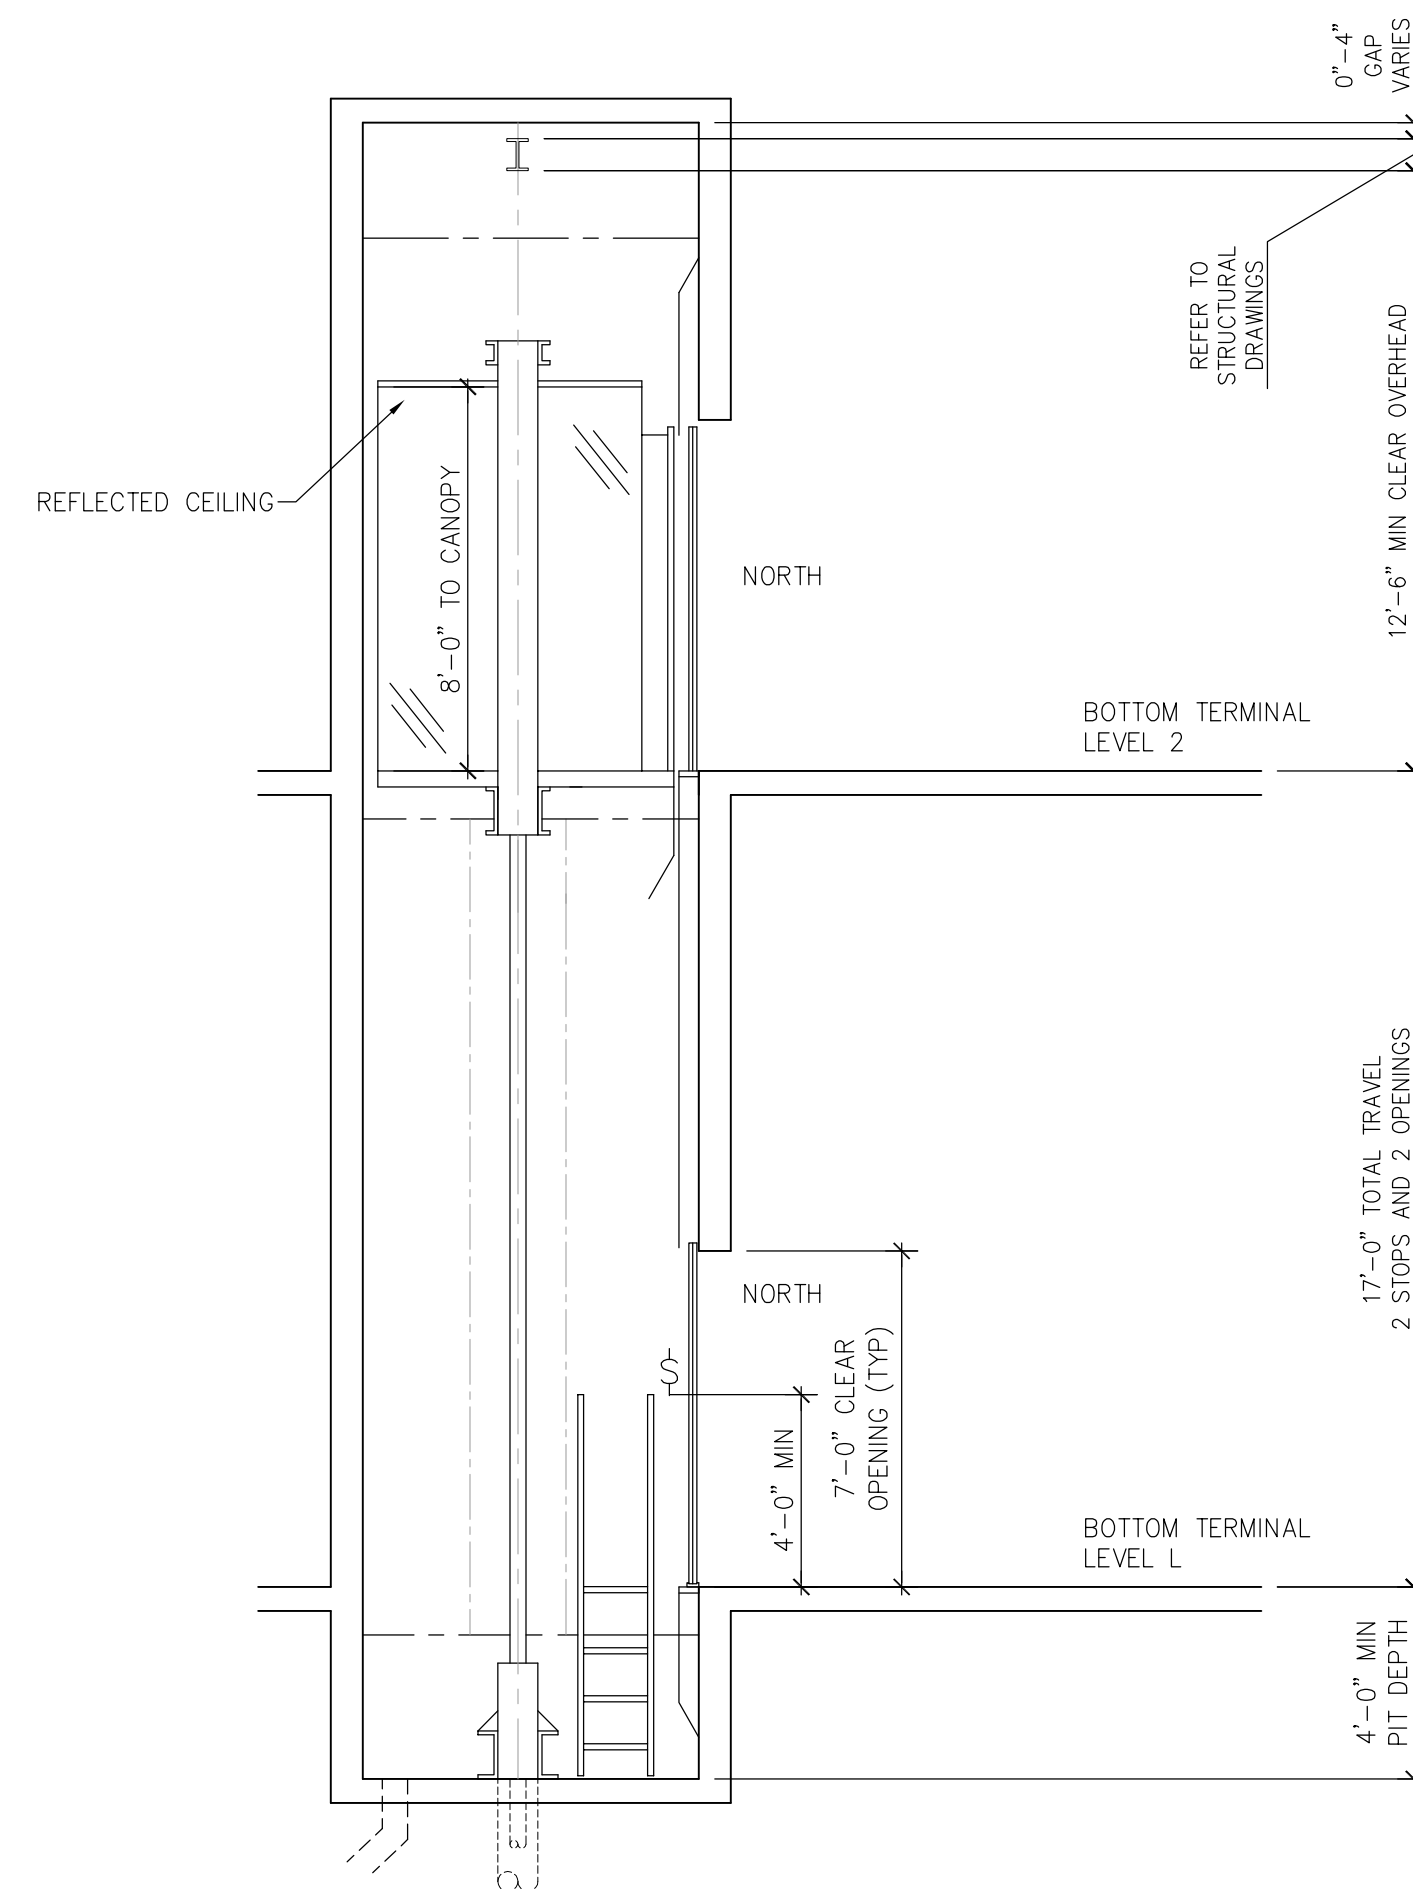 0"-4"
GAP
VARIES
REFER TO
STRUCTURAL
DRAWINGS
12'-6" MIN CLEAR OVERHEAD
REFLECTED CEILING
8'-0" TO CANOPY
NORTH
BOTTOM TERMINAL
LEVEL 2
17'-0" TOTAL TRAVEL
2 STOPS AND 2 OPENINGS
NORTH
S
7'-0" CLEAR
OPENING (TYP)
4'-0" MIN
BOTTOM TERMINAL
LEVEL L
4'-0" MIN
PIT DEPTH